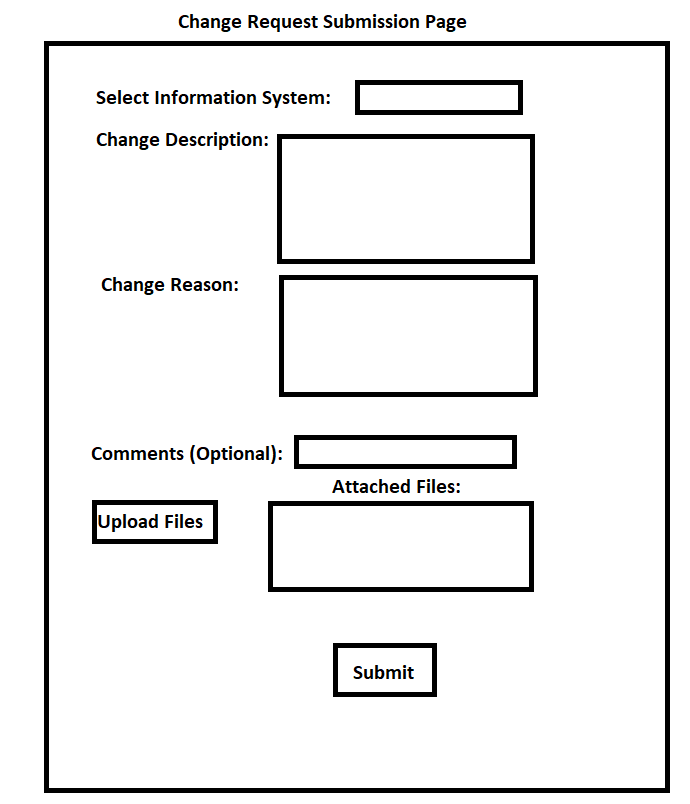 Change Request Submission Page
Select Information System:
Change Description:
Change Reason:
Comments (Optional):
Attached Files:
Upload Files
Submit